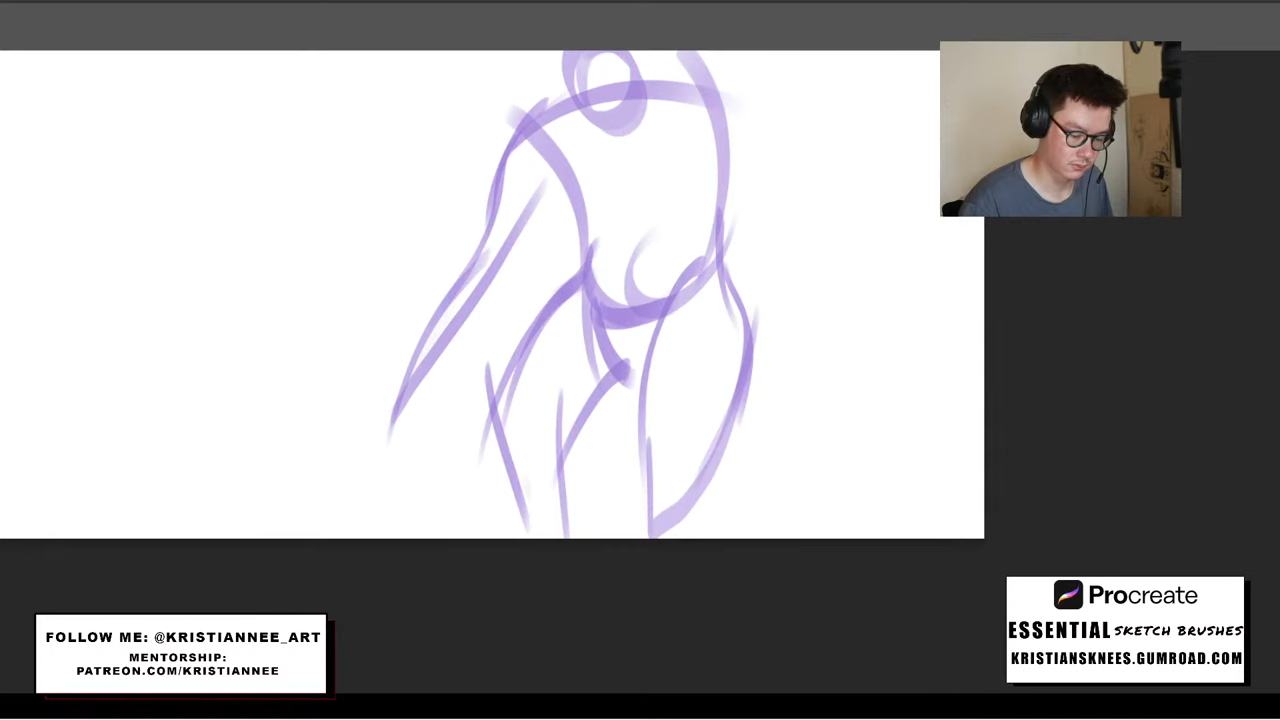 FOLLOW ME: @KRISTIANNEE_ART
MENTORSHIP:
PATREON.COM/KRISTIANNEE
Procreate
ESSENTIAL SKETCH BRUSHES
KRISTIANSKNEES.GUMROAD.COM